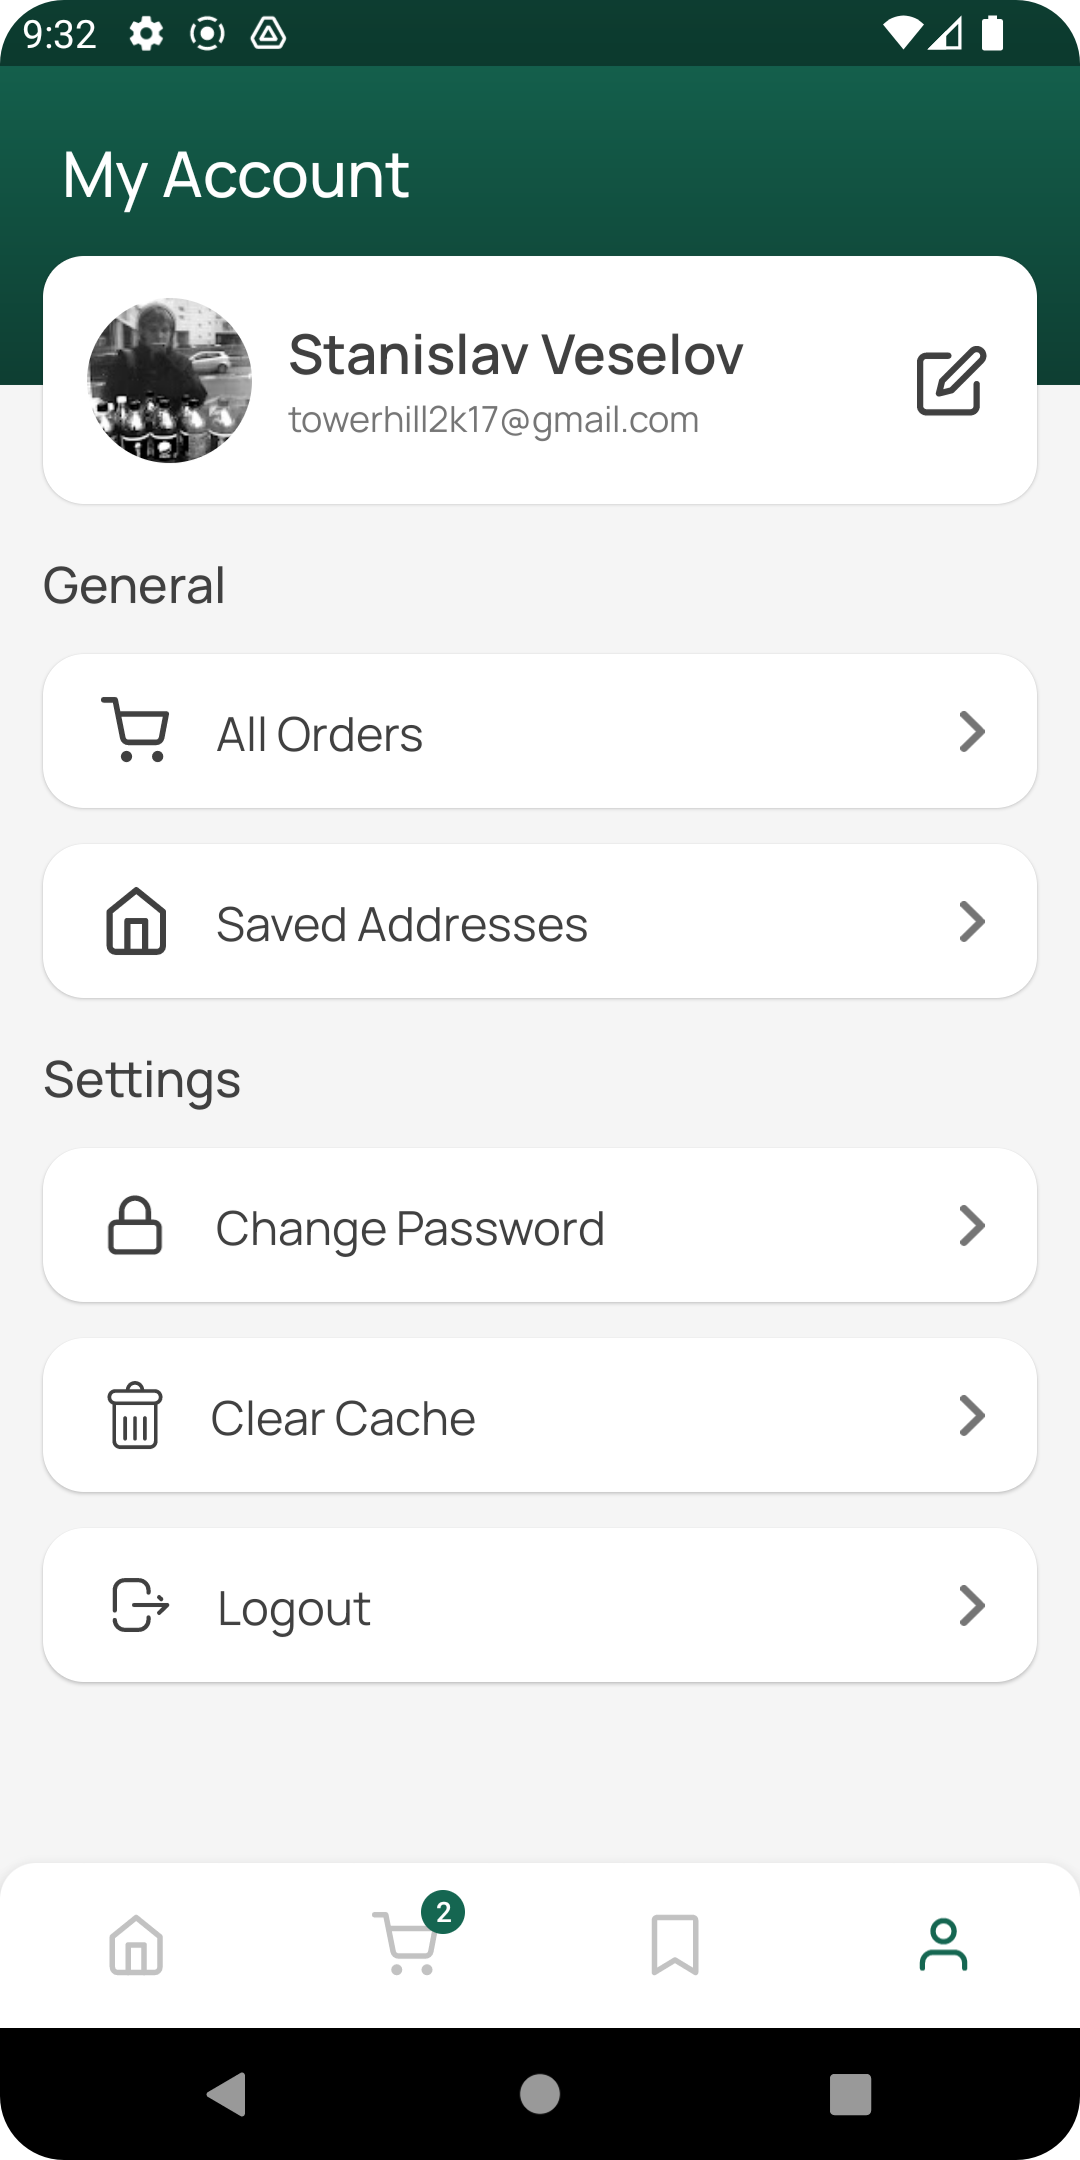 9:32
My Account
Stanislav Veselov
towerhill2k17@gmail.com
General
All Orders
Saved Addresses
Settings
Change Password
Clear Cache
Logout
2